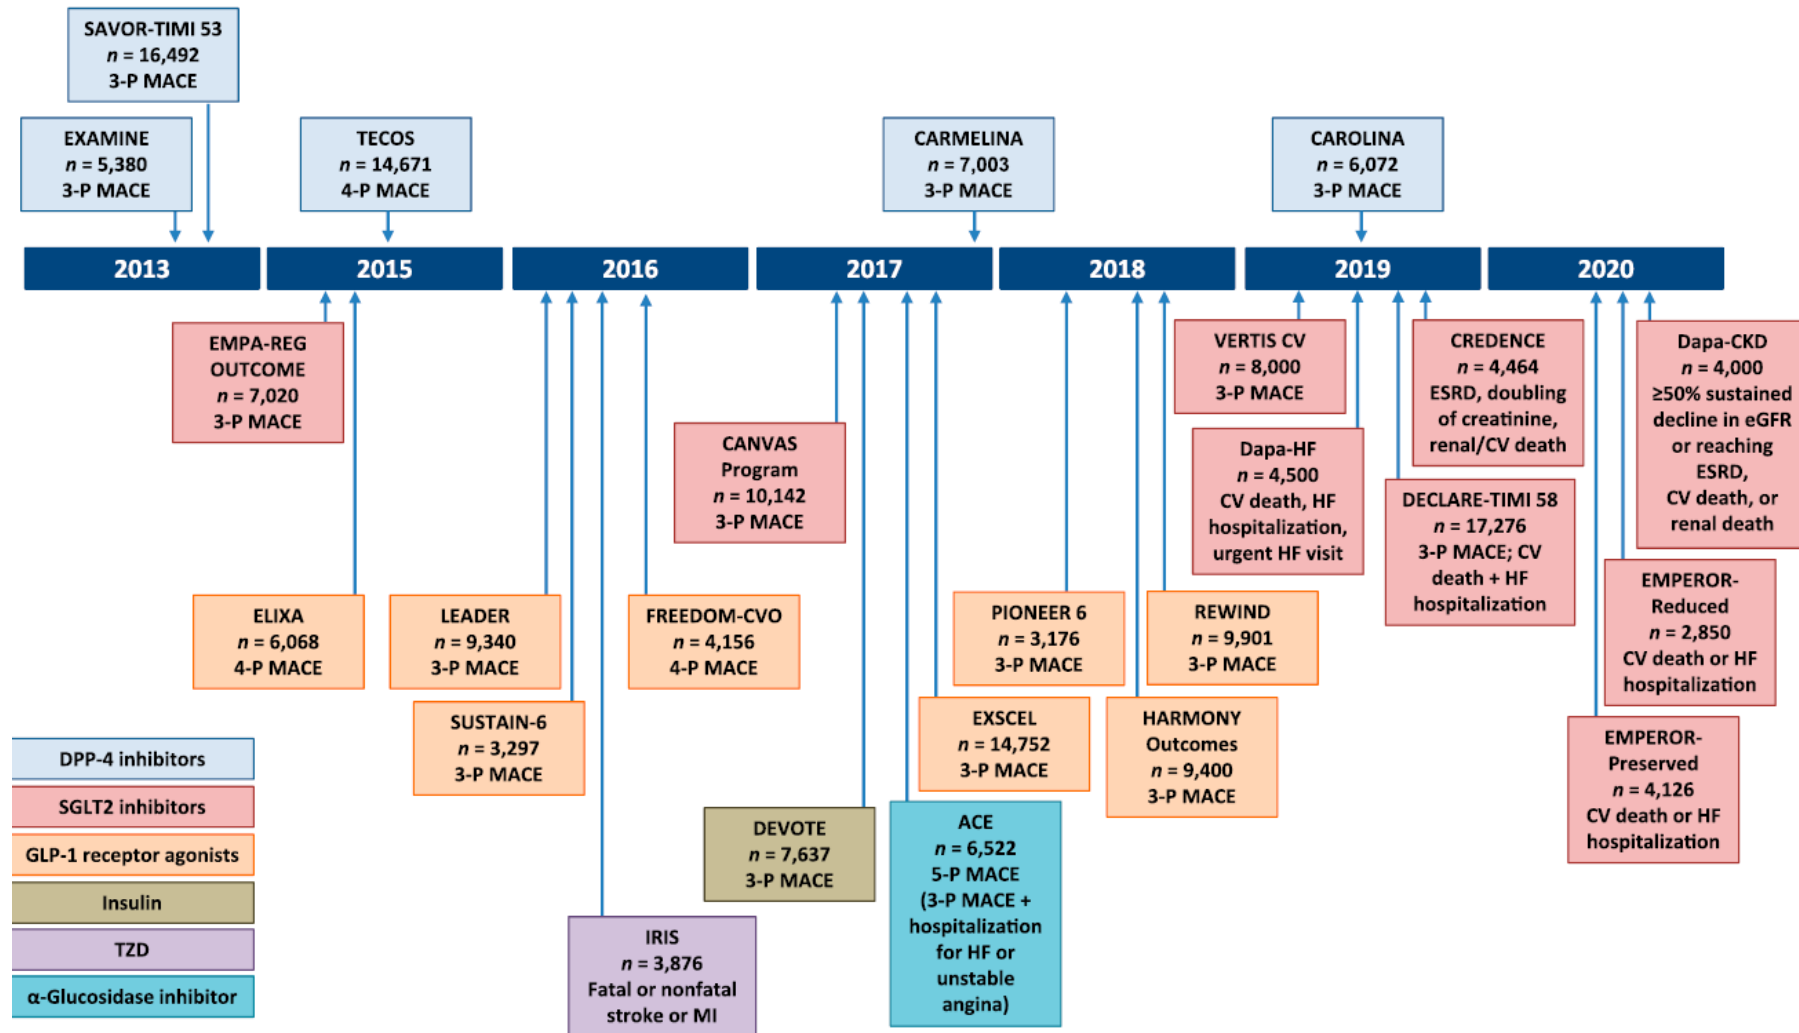 SAVOR-TIMI 53
n = 16,492
3-P MACE
EXAMINE
n = 5,380
3-P MACE
TECOS
n = 14,671
4-P MACE
CARMELINA
n = 7,003
3-P MACE
CAROLINA
n = 6,072
3-P MACE
2013
2015
2016
2017
2018
2019
2020
EMPA-REG
OUTCOME
n = 7,020
3-P MACE
CANVAS
Program
n = 10,142
3-P MACE
VERTIS CV
n = 8,000
3-P MACE
Dapa-HF
n = 4,500
CV death, HF
hospitalization,
urgent HF visit
CREDENCE
n = 4,464
ESRD, doubling
of creatinine,
renal/CV death
DECLARE-TIMI 58
n = 17,276
3-P MACE; CV
death + HF
hospitalization
Dapa-CKD
n = 4,000
≥50% sustained
decline in eGFR
or reaching
ESRD,
CV death, or
renal death
EMPEROR-
Reduced
n = 2,850
CV death or HF
hospitalization
EMPEROR-
Preserved
n = 4,126
CV death or HF
hospitalization
ELIXA
n = 6,068
4-P MACE
LEADER
n = 9,340
3-P MACE
SUSTAIN-6
n = 3,297
3-P MACE
FREEDOM-CVO
n = 4,156
4-P MACE
PIONEER 6
n = 3,176
3-P MACE
REWIND
n = 9,901
3-P MACE
EXSCEL
n = 14,752
3-P MACE
HARMONY
Outcomes
n = 9,400
3-P MACE
DEVOTE
n = 7,637
3-P MACE
ACE
n = 6,522
5-P MACE
(3-P MACE +
hospitalization
for HF or
unstable
angina)
IRIS
n = 3,876
Fatal or nonfatal
stroke or MI
DPP-4 inhibitors
SGLT2 inhibitors
GLP-1 receptor agonists
Insulin
TZD
α-Glucosidase inhibitor